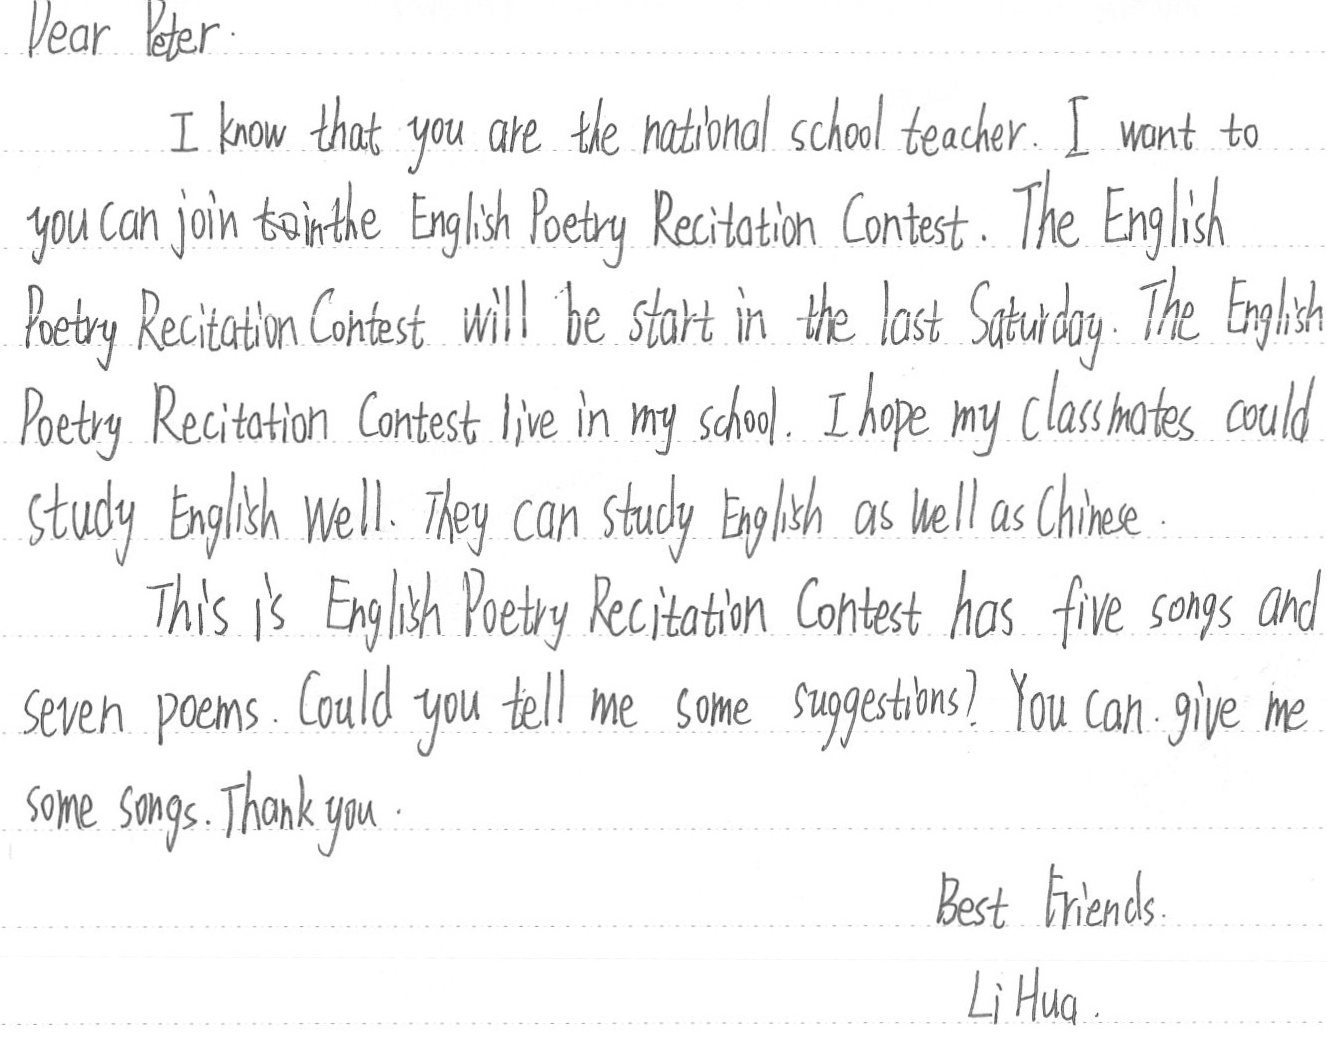 Dear Peter.
I know that you are the national school teacher. I want to
you can join in the English Poetry Recitation Contest. The English
Poetry Recitation Contest will be start in the last Saturday. The English
Poetry Recitation Contest live in my school. I hope my classmates could
study English well. They can study English as well as Chinese.
This is English Poetry Recitation Contest has five songs and
seven poems. Could you tell me some suggestions? You can. give me
some songs. Thank you.
Best Friends.
Li Hua.